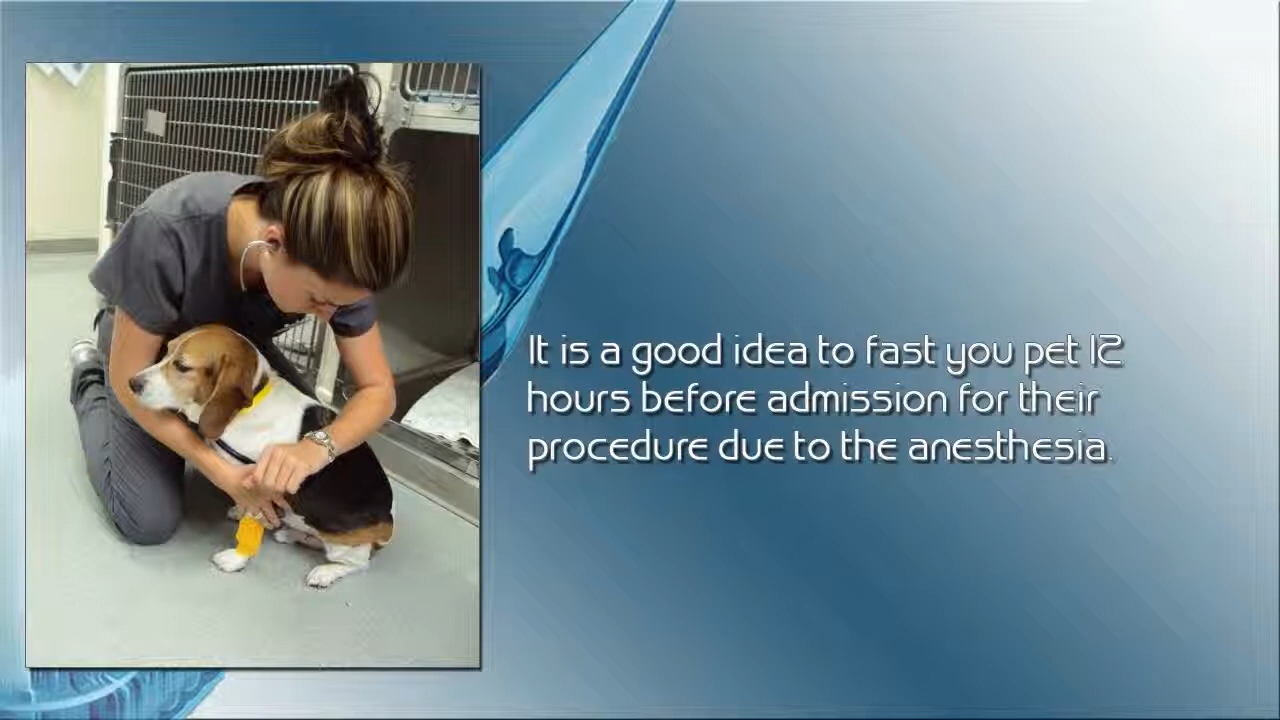 It is a good idea to fast you pet 12
hours before admission for their
procedure due to the anesthesia.